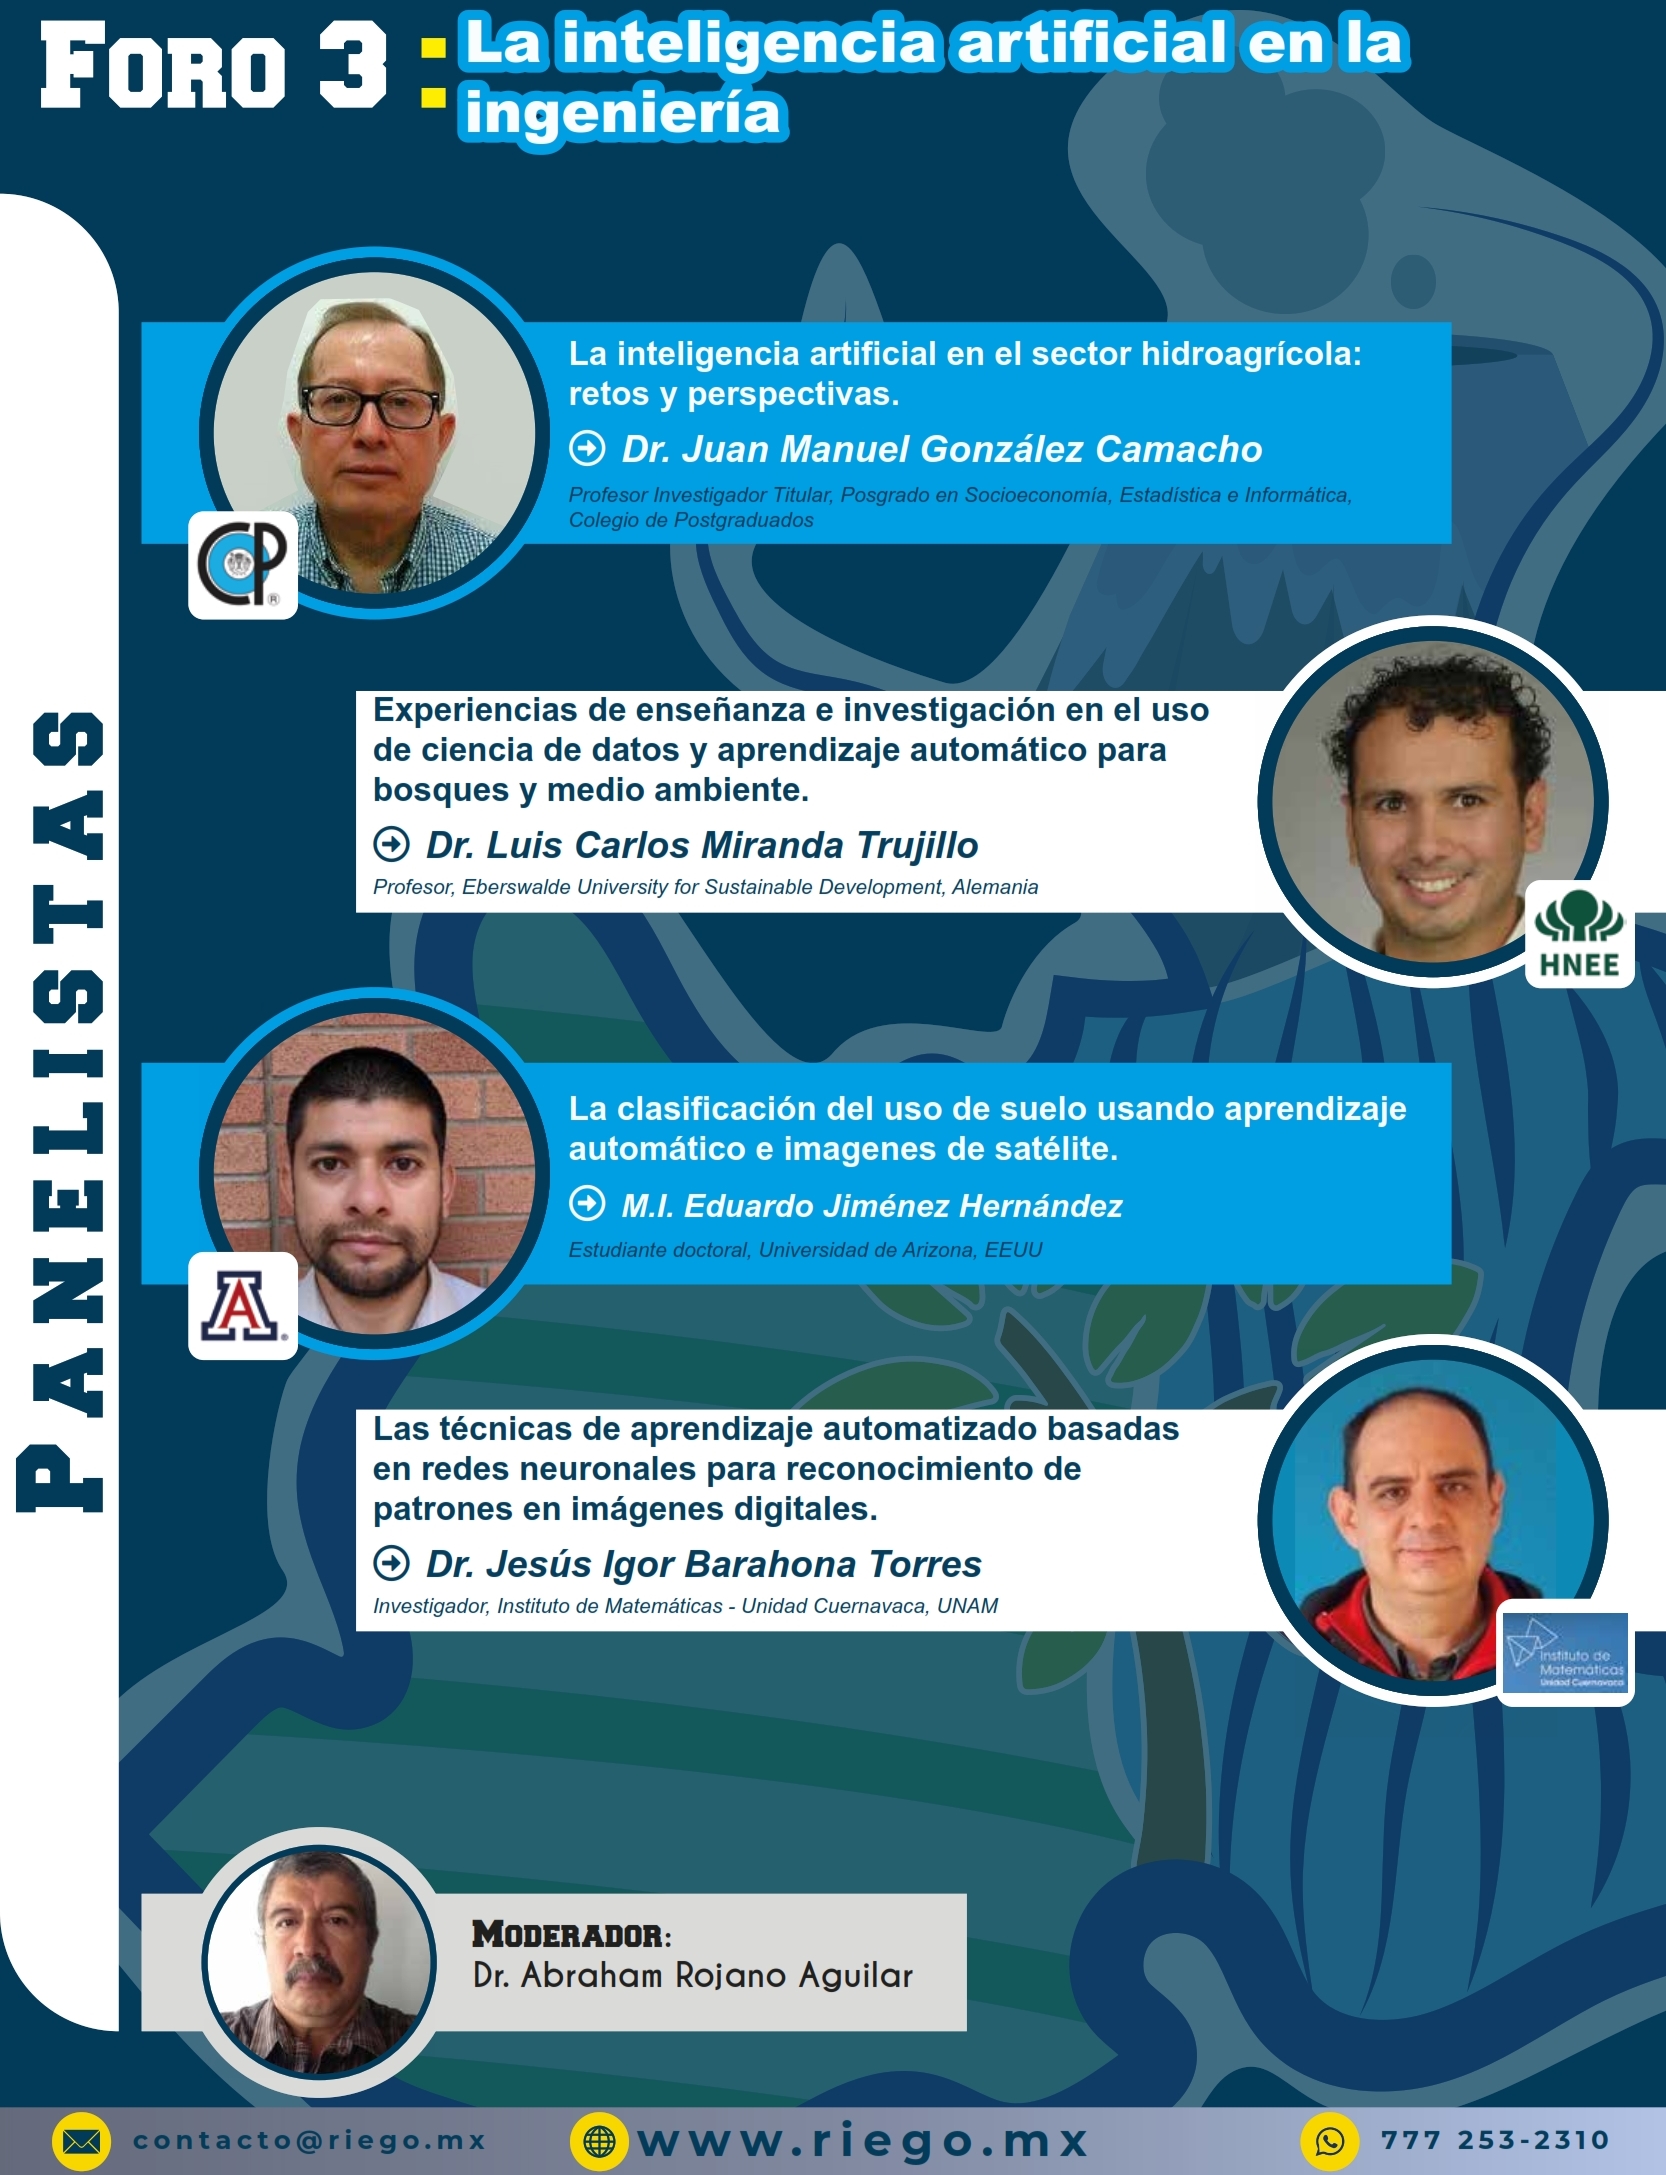 FORO 3 : La inteligencia artificial en la
ingeniería
PANELISTAS
La inteligencia artificial en el sector hidroagrícola:
retos y perspectivas.
Dr. Juan Manuel González Camacho
Profesor Investigador Titular, Posgrado en Socioeconomía, Estadística e Informática,
Colegio de Postgraduados
CP ®
Experiencias de enseñanza e investigación en el uso
de ciencia de datos y aprendizaje automático para
bosques y medio ambiente.
Dr. Luis Carlos Miranda Trujillo
Profesor, Eberswalde University for Sustainable Development, Alemania
HNEE
La clasificación del uso de suelo usando aprendizaje
automático e imagenes de satélite.
M.I. Eduardo Jiménez Hernández
Estudiante doctoral, Universidad de Arizona, EEUU
A ®
Las técnicas de aprendizaje automatizado basadas
en redes neuronales para reconocimiento de
patrones en imágenes digitales.
Dr. Jesús Igor Barahona Torres
Investigador, Instituto de Matemáticas - Unidad Cuernavaca, UNAM
Instituto de
Matemáticas
Unidad Cuernavaca
MODERADOR:
Dr. Abraham Rojano Aguilar
contacto@riego.mx
www.riego.mx
777 253-2310